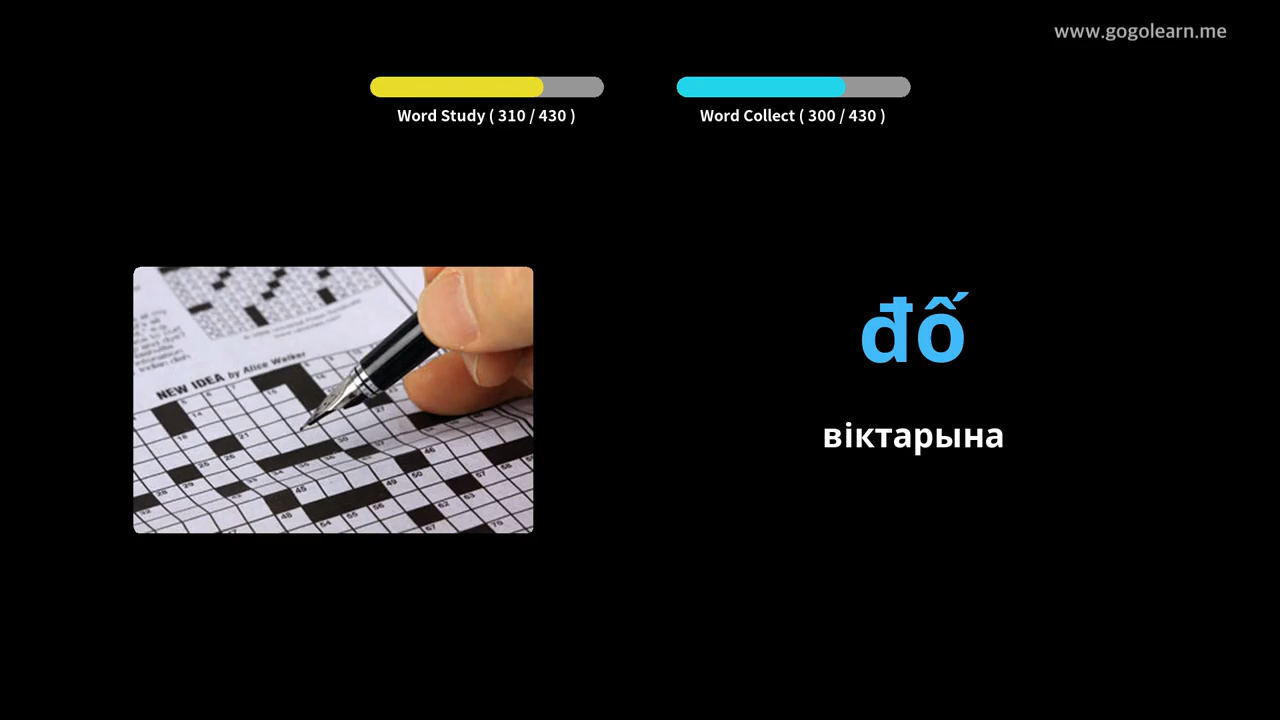 www.gogolearn.me
Word Study ( 310 / 430 )
Word Collect ( 300 / 430 )
NEW IDEA by Alice Walker
đố
віктарына